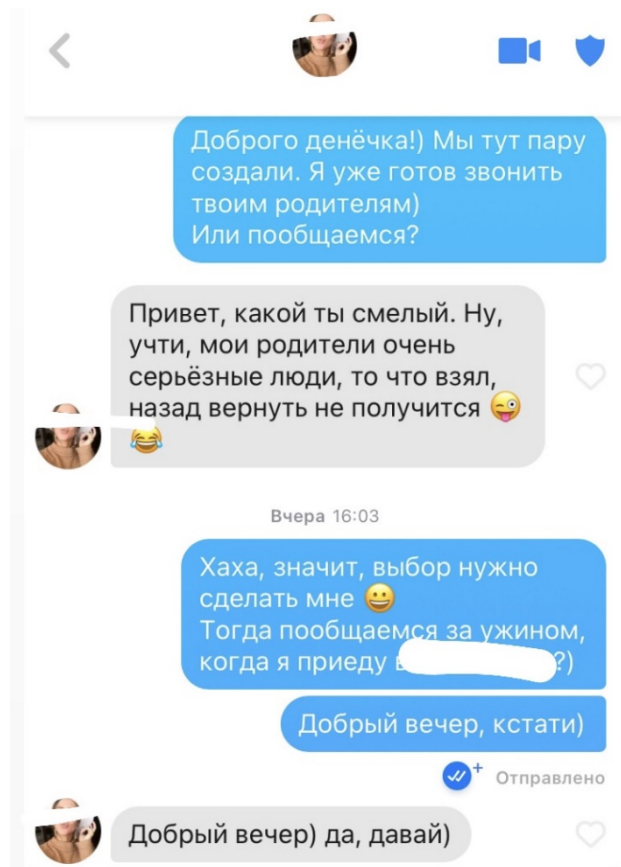 Доброго денёчка!) Мы тут пару
создали. Я уже готов звонить
твоим родителям)
Или пообщаемся?
Привет, какой ты смелый. Ну,
учти, мои родители очень
серьёзные люди, то что взял,
назад вернуть не получится 😜
😂
Вчера 16:03
Хаха, значит, выбор нужно
сделать мне 😀
Тогда пообщаемся за ужином,
когда я приеду ?)
Добрый вечер, кстати)
Отправлено
Добрый вечер) да, давай)